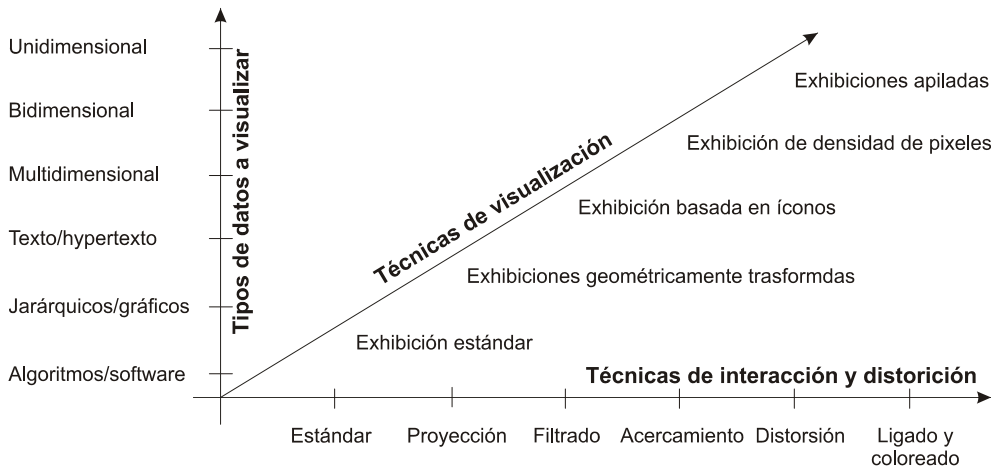 Unidimensional
Bidimensional
Multidimensional
Texto/hypertexto
Jarárquicos/gráficos
Algoritmos/software
Tipos de datos a visualizar
Técnicas de visualización
Exhibiciones apiladas
Exhibición de densidad de pixeles
Exhibición basada en íconos
Exhibiciones geométricamente trasformdas
Exhibición estándar
Técnicas de interacción y distorición
Estándar
Proyección
Filtrado
Acercamiento
Distorsión
Ligado y
coloreado